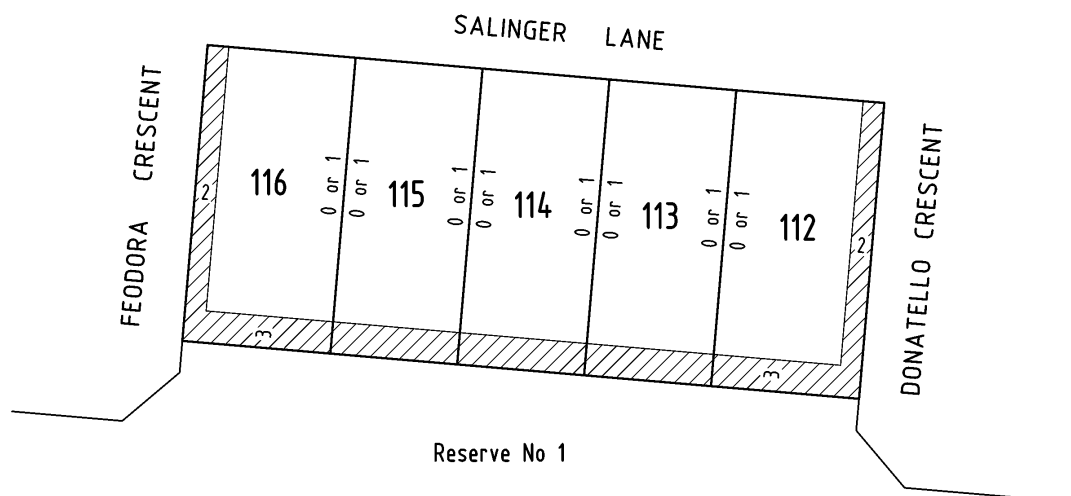 SALINGER LANE
FEODORA CRESCENT
DONATELLO CRESCENT
2
116
0 or 1
0 or 1
115
0 or 1
0 or 1
114
0 or 1
0 or 1
113
0 or 1
0 or 1
112
2
3
3
Reserve No 1